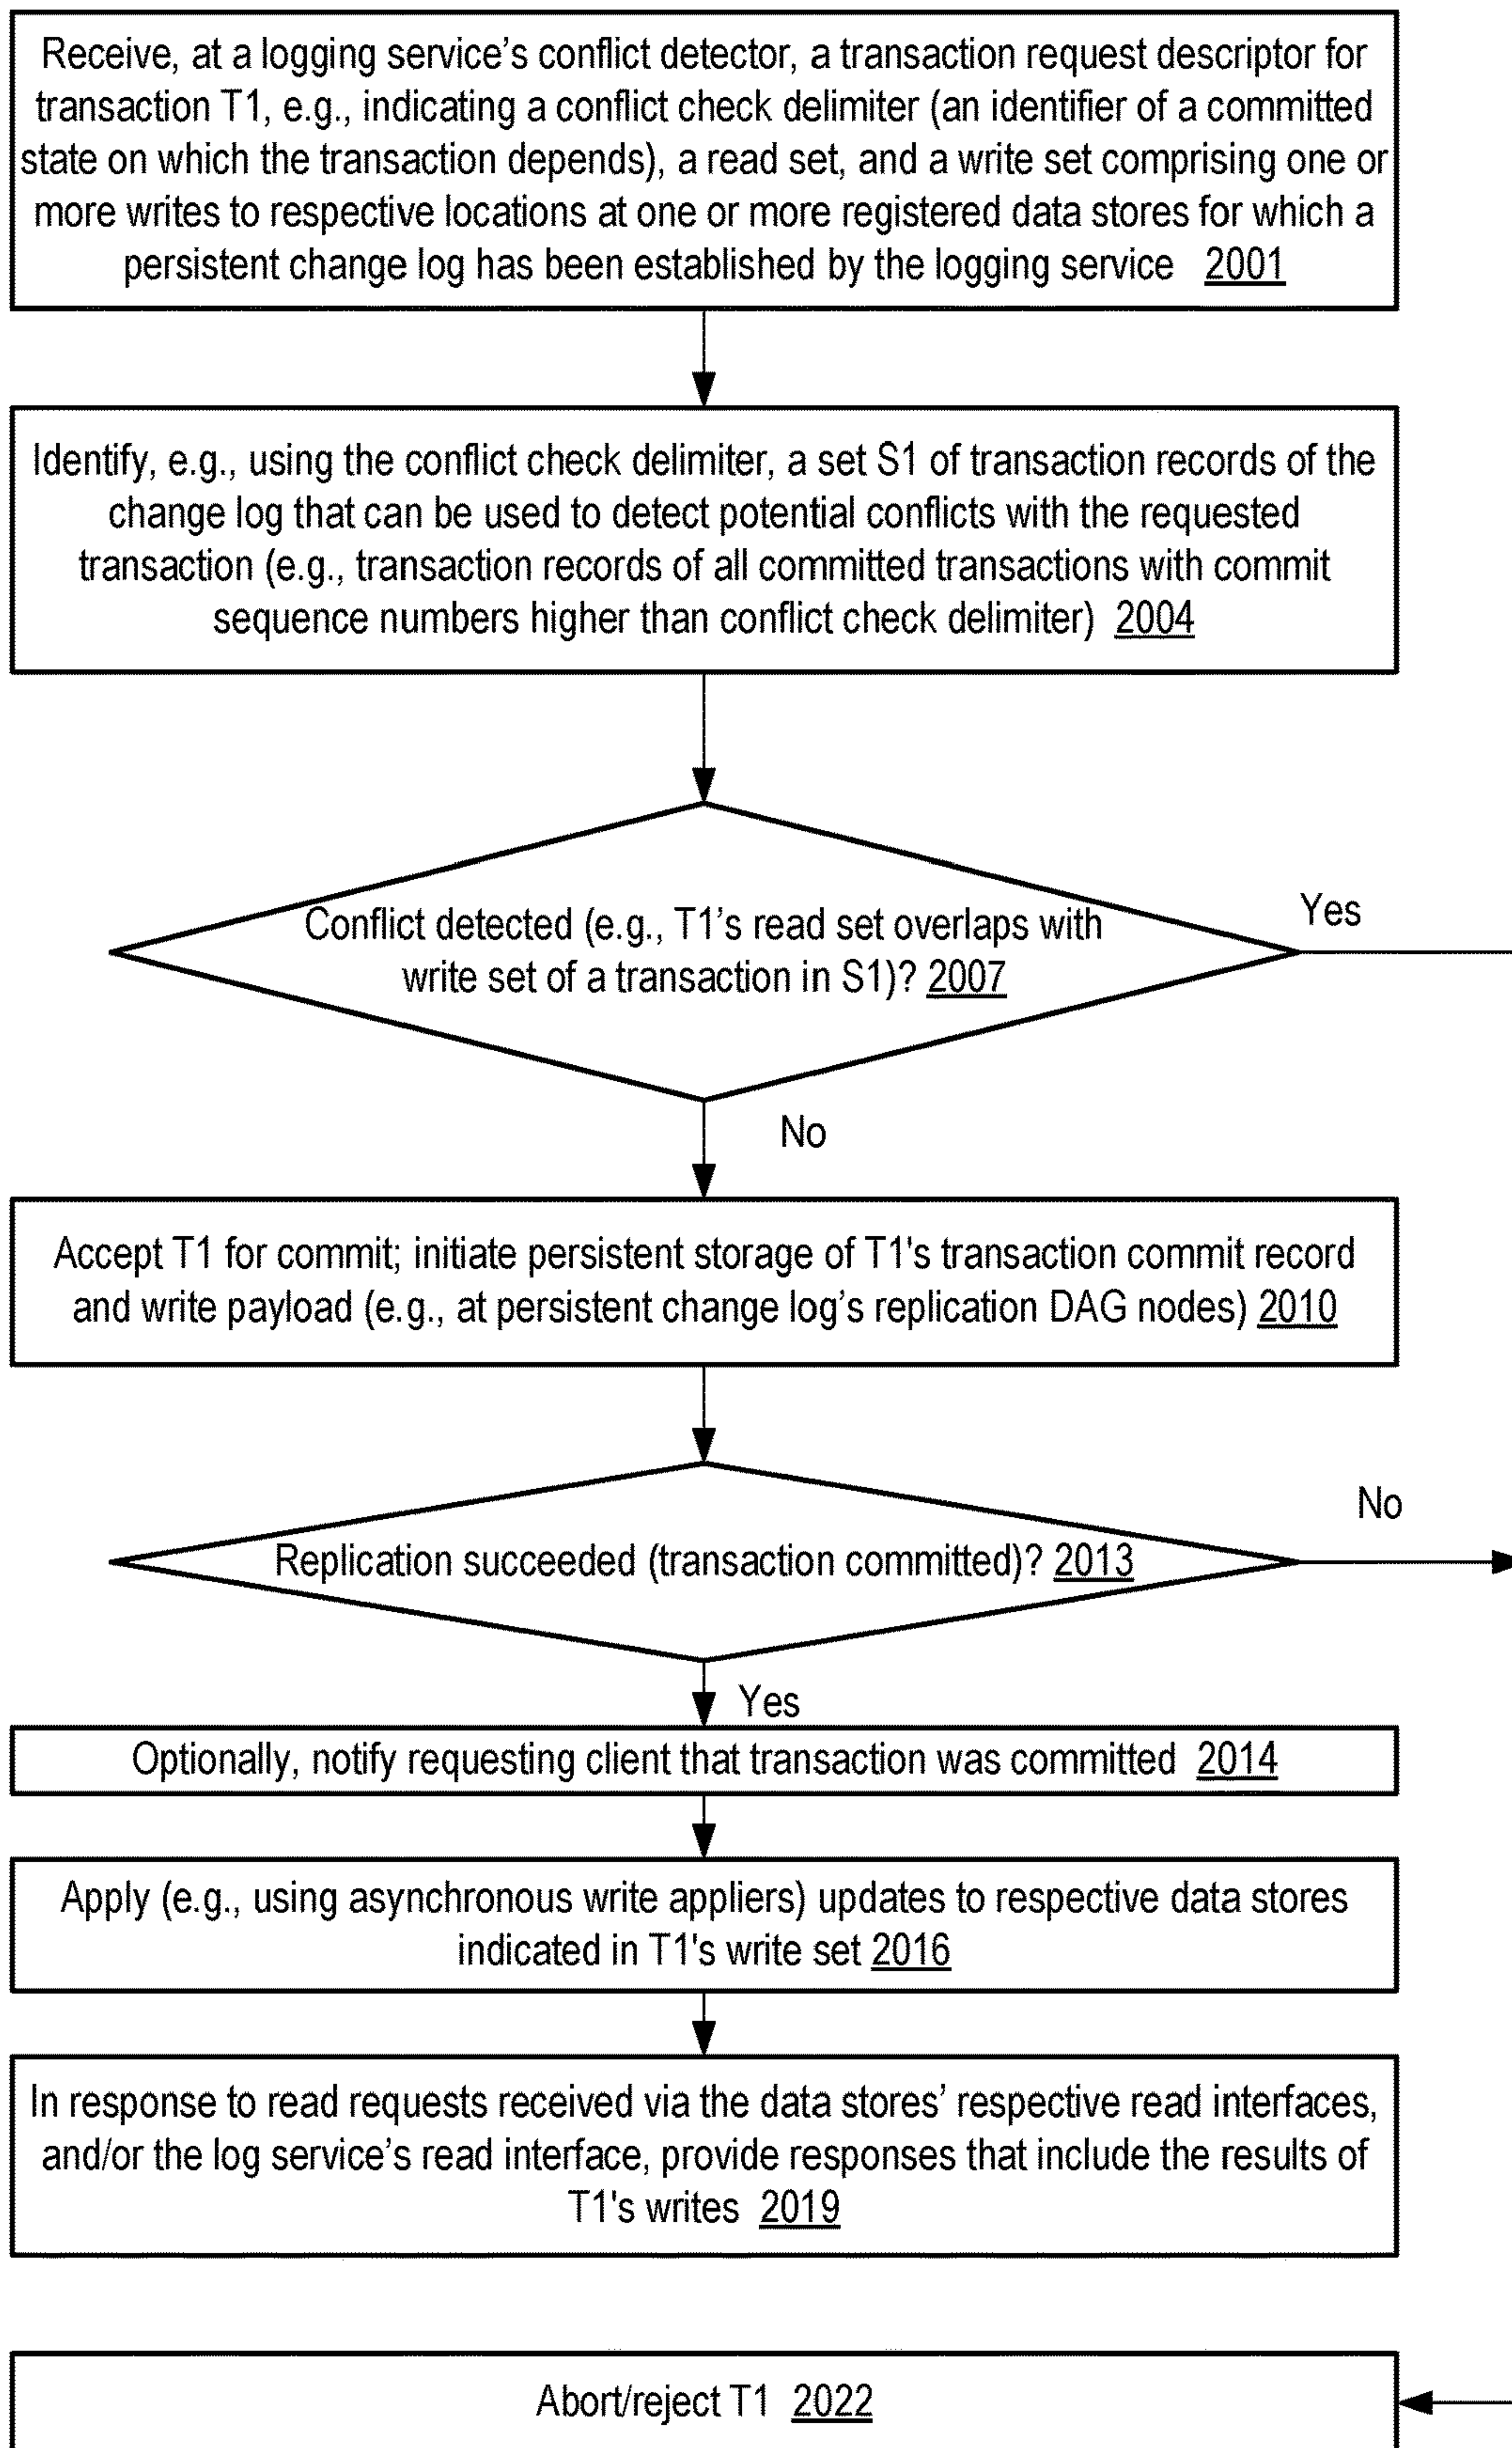 Receive, at a logging service’s conflict detector, a transaction request descriptor for
transaction T1, e.g., indicating a conflict check delimiter (an identifier of a committed
state on which the transaction depends), a read set, and a write set comprising one or
more writes to respective locations at one or more registered data stores for which a
persistent change log has been established by the logging service 2001
Identify, e.g., using the conflict check delimiter, a set S1 of transaction records of the
change log that can be used to detect potential conflicts with the requested
transaction (e.g., transaction records of all committed transactions with commit
sequence numbers higher than conflict check delimiter) 2004
Conflict detected (e.g., T1’s read set overlaps with
write set of a transaction in S1)? 2007
Yes
No
Accept T1 for commit; initiate persistent storage of T1's transaction commit record
and write payload (e.g., at persistent change log’s replication DAG nodes) 2010
Replication succeeded (transaction committed)? 2013
No
Yes
Optionally, notify requesting client that transaction was committed 2014
Apply (e.g., using asynchronous write appliers) updates to respective data stores
indicated in T1's write set 2016
In response to read requests received via the data stores’ respective read interfaces,
and/or the log service’s read interface, provide responses that include the results of
T1's writes 2019
Abort/reject T1 2022